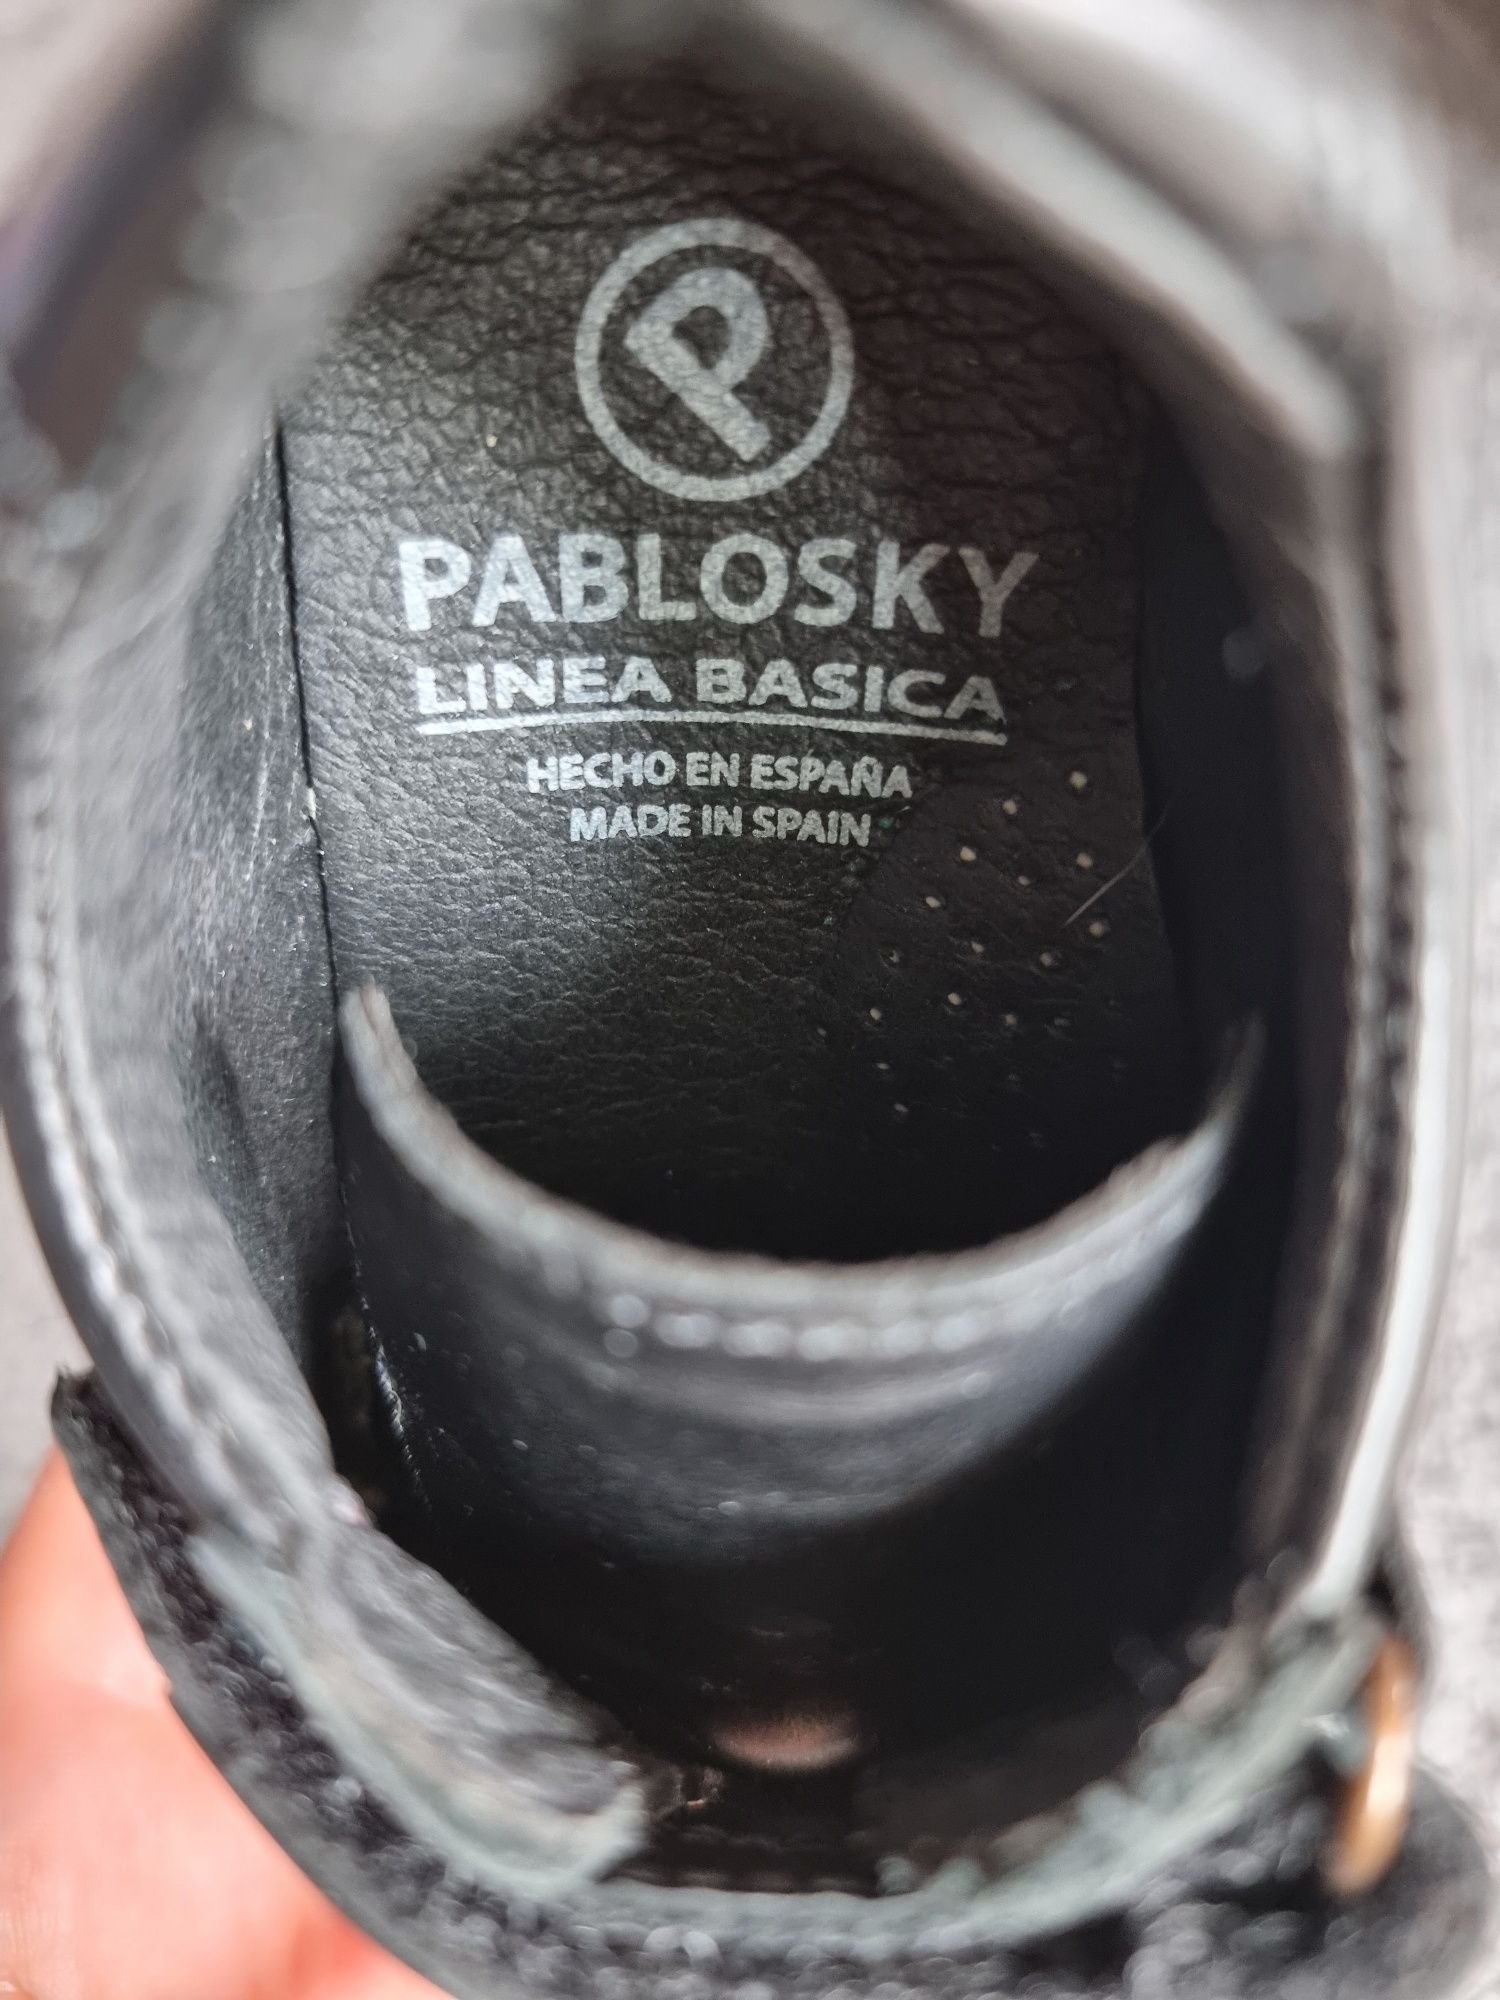 P
PABLOSKY
LINEA BASICA
HECHO EN ESPAÑA
MADE IN SPAIN